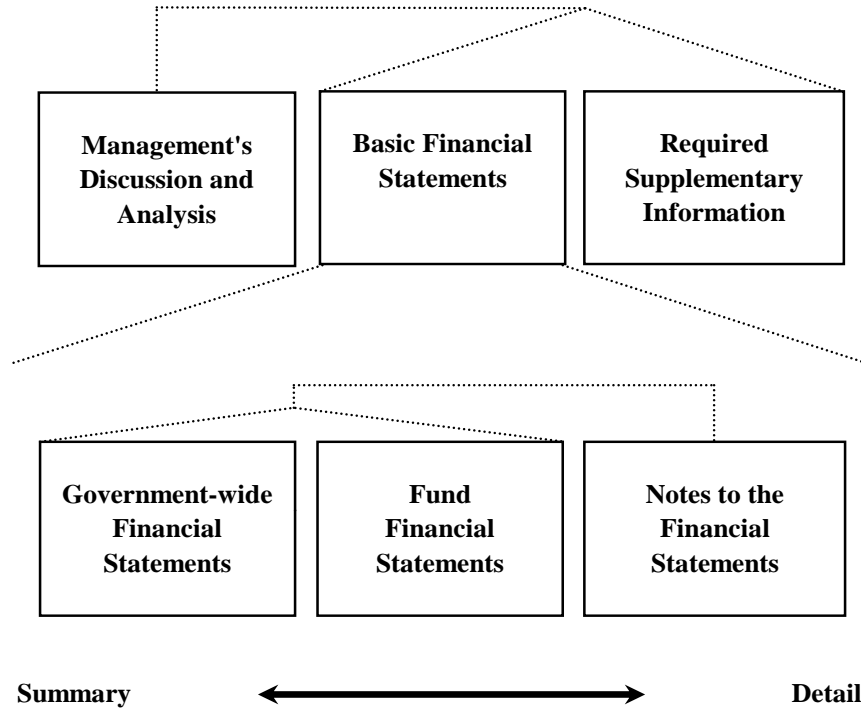 Management's
Discussion and
Analysis
Basic Financial
Statements
Required
Supplementary
Information
Government-wide
Financial
Statements
Fund
Financial
Statements
Notes to the
Financial
Statements
Summary
Detail